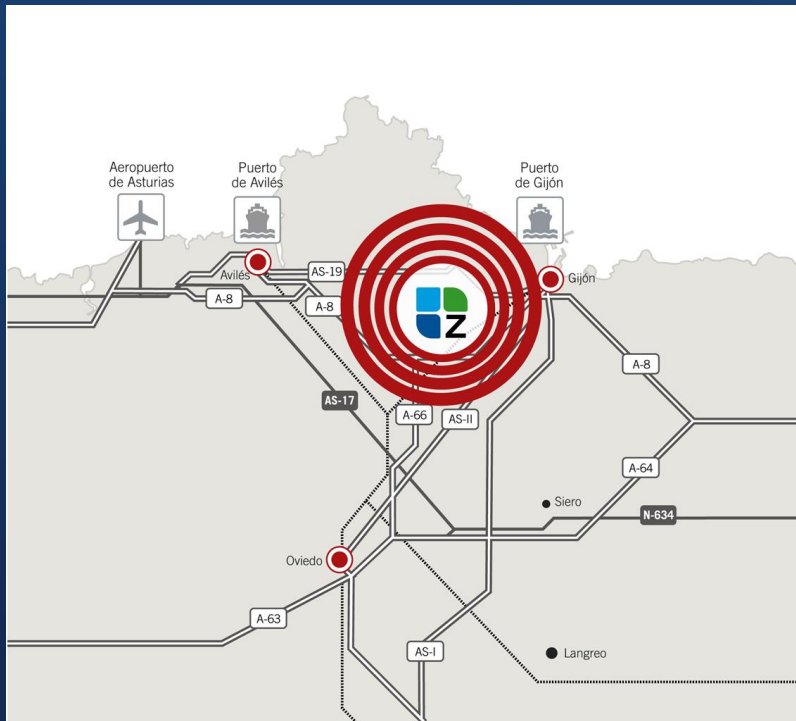 Aeropuerto
de Asturias
Puerto
de Avilés
Puerto
de Gijón
Avilés
AS-19
Gijón
A-8
A-8
Z
A-8
AS-17
A-66
AS-II
A-64
Siero
N-634
Oviedo
A-63
AS-I
Langreo